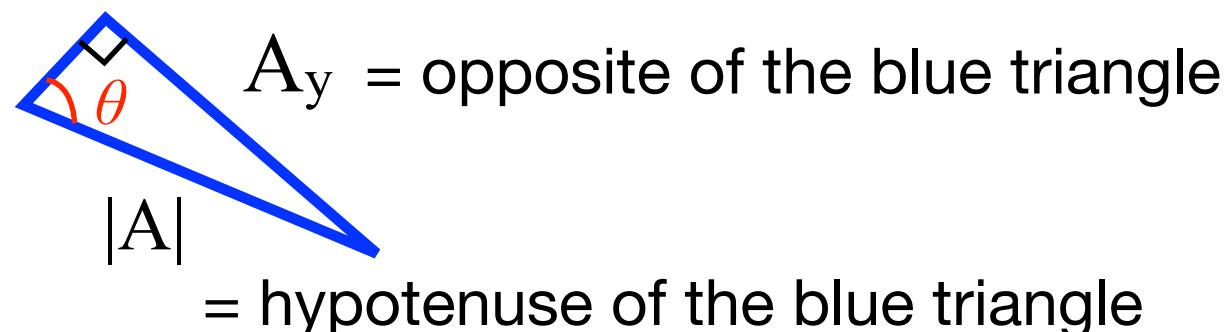 A_y = opposite of the blue triangle
θ
|A|
= hypotenuse of the blue triangle